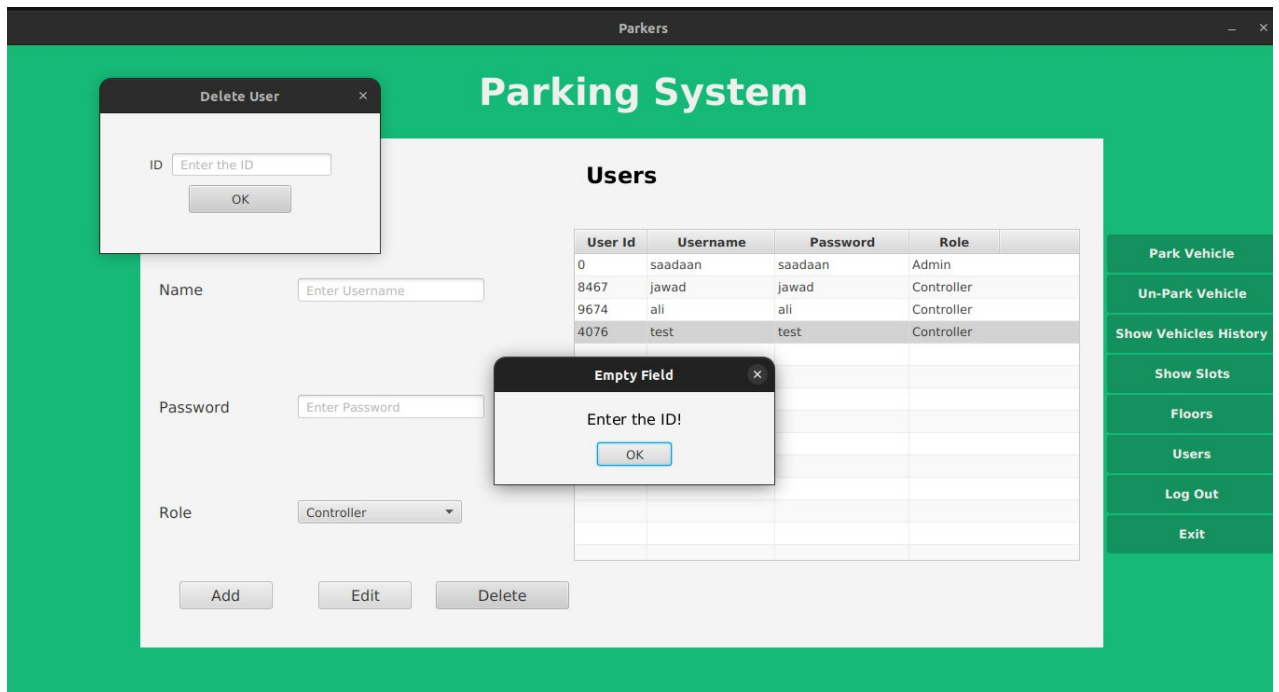 Parkers
Parking System
Delete User
ID Enter the ID
OK
Users
User Id Username Password Role
0 saadaan saadaan Admin
8467 jawad jawad Controller
9674 ali ali Controller
4076 test test Controller
Name Enter Username
Password Enter Password
Role Controller
Add Edit Delete
Empty Field
Enter the ID!
OK
Park Vehicle
Un-Park Vehicle
Show Vehicles History
Show Slots
Floors
Users
Log Out
Exit